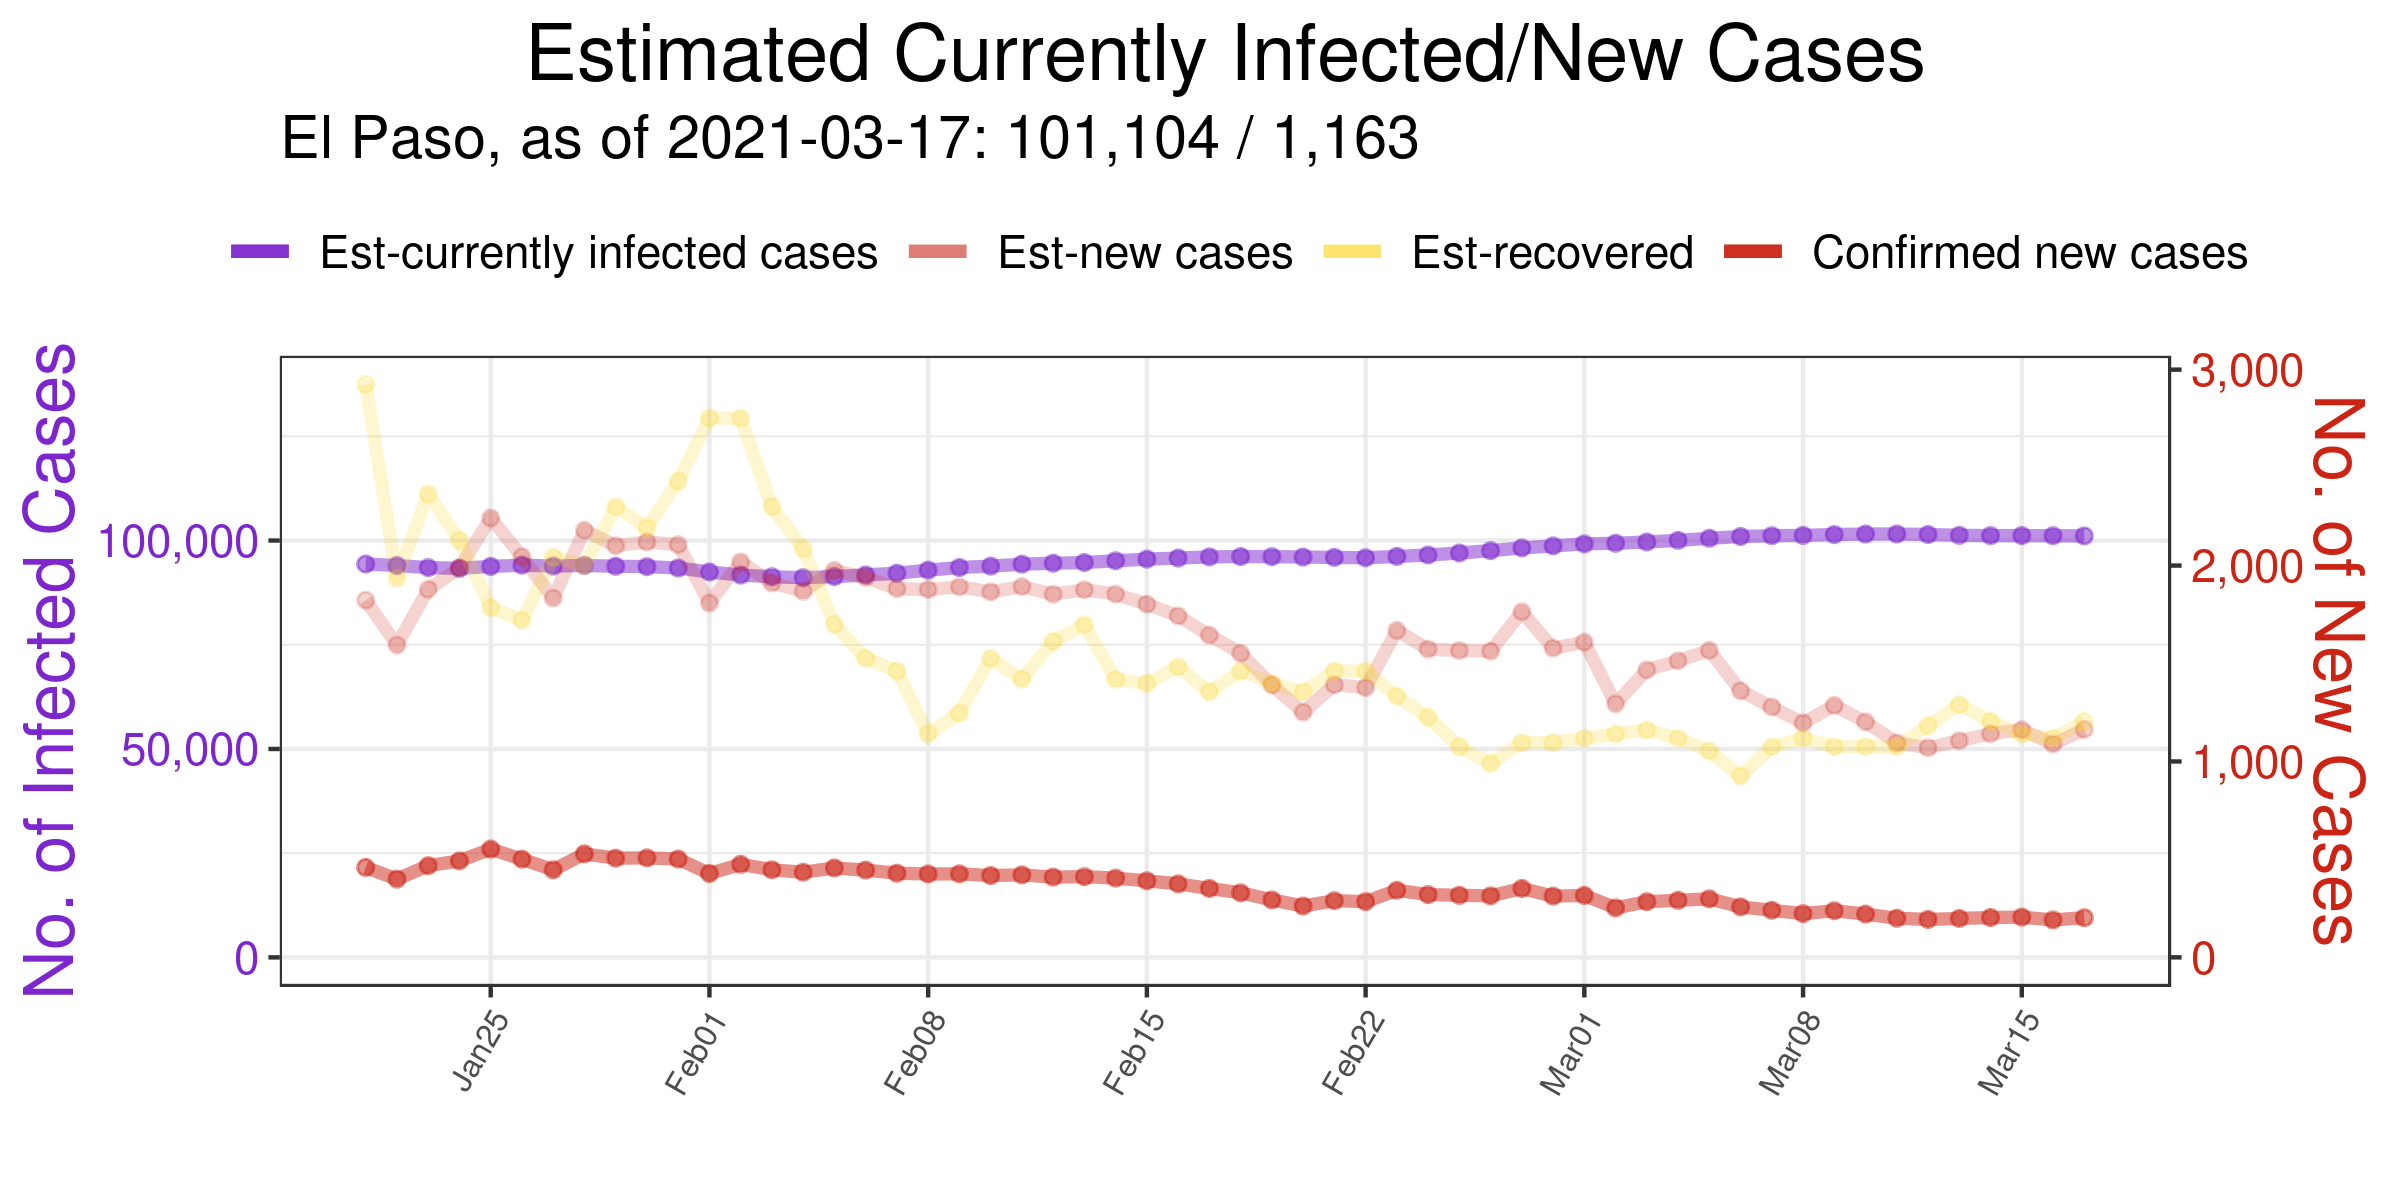 Estimated Currently Infected/New Cases
El Paso, as of 2021-03-17: 101,104 / 1,163
Est-currently infected cases Est-new cases Est-recovered Confirmed new cases
No. of Infected Cases
100,000
50,000
0
3,000
2,000
1,000
0
No. of New Cases
Jan25 Feb01 Feb08 Feb15 Feb22 Mar01 Mar08 Mar15